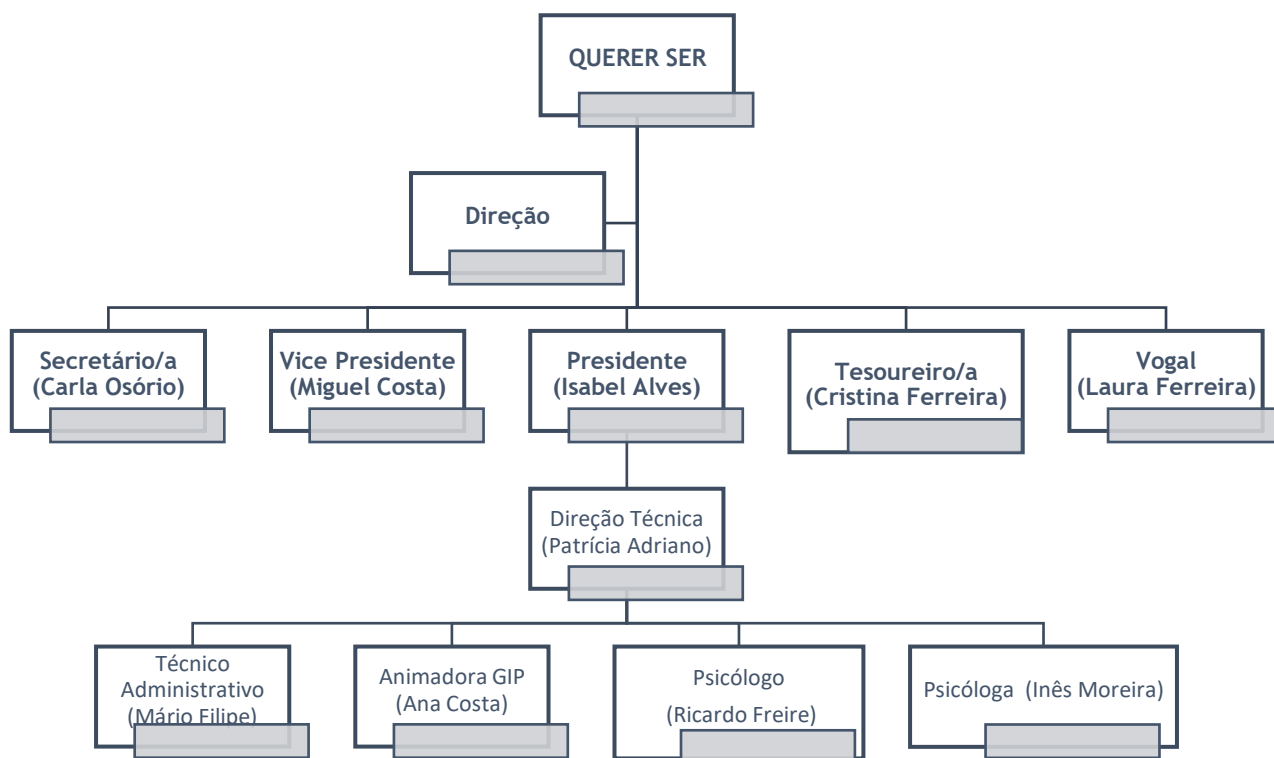 QUERER SER
Direção
Secretário/a
(Carla Osório)
Vice Presidente
(Miguel Costa)
Presidente
(Isabel Alves)
Tesoureiro/a
(Cristina Ferreira)
Vogal
(Laura Ferreira)
Direção Técnica
(Patrícia Adriano)
Técnico
Administrativo
(Mário Filipe)
Animadora GIP
(Ana Costa)
Psicólogo
(Ricardo Freire)
Psicóloga (Inês Moreira)